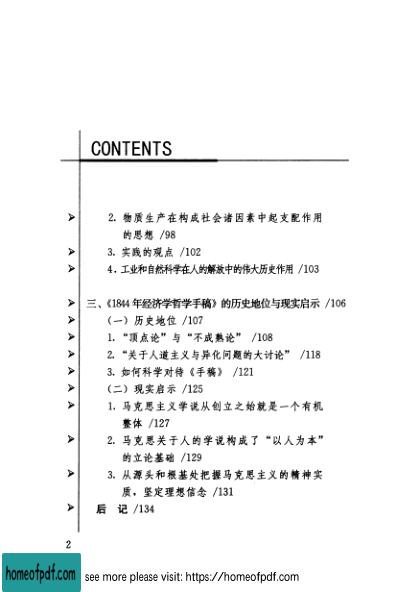 CONTENTS
2. 物质生产在构成社会诸因素中起支配作用
的思想 /98
3. 实践的观点 /102
4. 工业和自然科学在人的解放中的伟大历史作用 /103
三、《1844 年经济学哲学手稿》的历史地位与现实启示 /106
（一）历史地位 /107
1. “顶点论”与“不成熟论” /108
2. “关于人道主义与异化问题的大讨论” /118
3. 如何科学对待《手稿》 /121
（二）现实启示 /125
1. 马克思主义学说从创立之始就是一个有机
整体 /127
2. 马克思关于人的学说构成了“以人为本”
的立论基础 /129
3. 从源头和根基处把握马克思主义的精神实
质，坚定理想信念 /131
后 记 /134
2
homeofpdf.com
see more please visit: https://homeofpdf.com